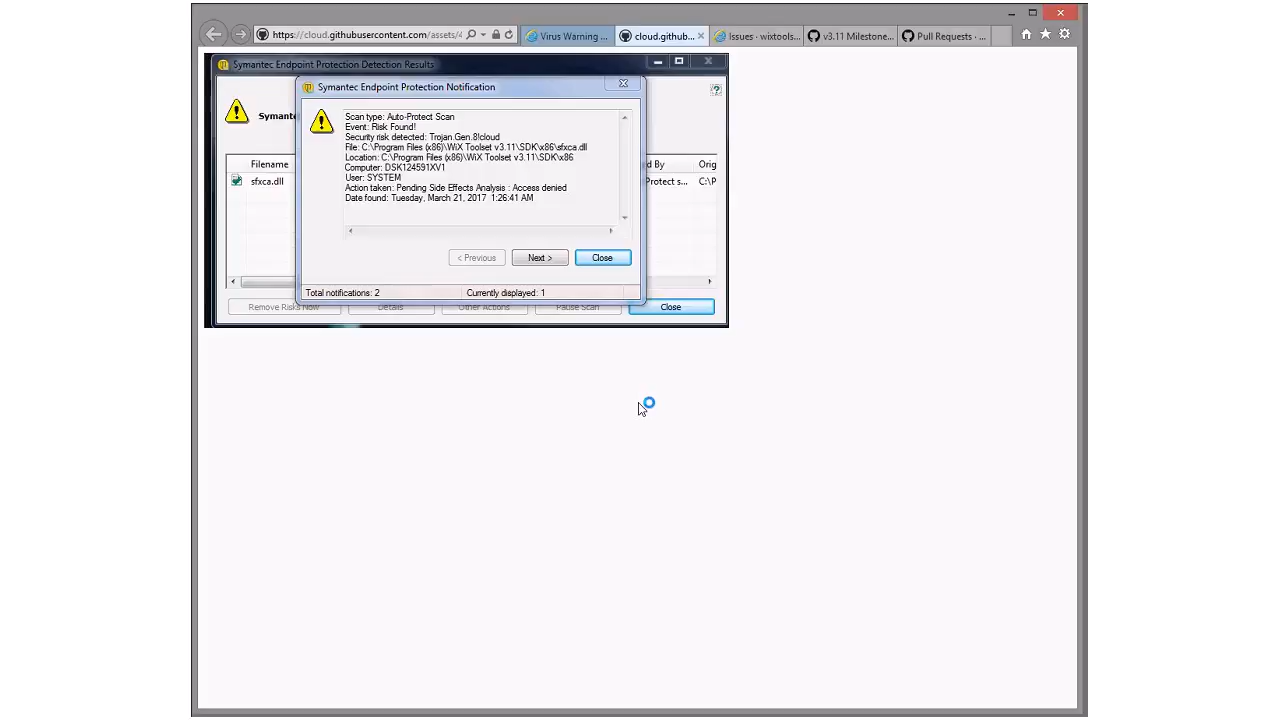 https://cloud.githubusercontent.com/assets/4
Virus Warning ...
cloud.github...
Issues · wixtools...
v3.11 Milestone...
Pull Requests · ...
Symantec Endpoint Protection Detection Results
Symantec Endpoint Protection Notification
Symante
Scan type: Auto-Protect Scan
Event: Risk Found!
Security risk detected: Trojan.Gen.8!cloud
File: C:\Program Files (x86)\WiX Toolset v3.11\SDK\x86\sfxca.dll
Location: C:\Program Files (x86)\WiX Toolset v3.11\SDK\x86
Computer: DSK124591XV1
User: SYSTEM
Action taken: Pending Side Effects Analysis : Access denied
Date found: Tuesday, March 21, 2017 1:26:41 AM
Filename
d By
Orig
sfxca.dll
Protect s...
C:\P
< Previous
Next >
Close
Total notifications: 2
Currently displayed: 1
Remove Risks Now
Details
Other Actions
Pause Scan
Close